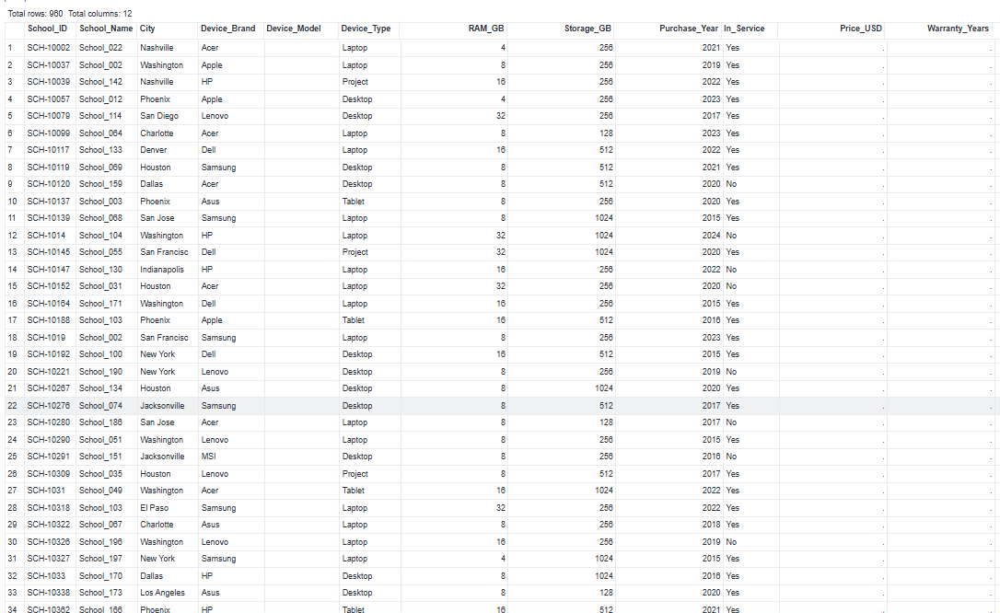 Total rows: 960 Total columns: 12
School_ID School_Name City Device_Brand Device_Model Device_Type RAM_GB Storage_GB Purchase_Year In_Service Price_USD Warranty_Years
1 SCH-10002 School_022 Nashville Acer Laptop 4 256 2021 Yes . .
2 SCH-10037 School_002 Washington Apple Laptop 8 256 2019 Yes . .
3 SCH-10039 School_142 Nashville HP Project 16 256 2022 Yes . .
4 SCH-10057 School_012 Phoenix Apple Desktop 4 256 2023 Yes . .
5 SCH-10079 School_114 San Diego Lenovo Desktop 32 256 2017 Yes . .
6 SCH-10099 School_064 Charlotte Acer Laptop 8 128 2023 Yes . .
7 SCH-10117 School_133 Denver Dell Laptop 16 512 2022 Yes . .
8 SCH-10119 School_069 Houston Samsung Desktop 8 512 2021 Yes . .
9 SCH-10120 School_159 Dallas Acer Desktop 8 512 2020 No . .
10 SCH-10137 School_003 Phoenix Asus Tablet 8 256 2020 Yes . .
11 SCH-10139 School_068 San Jose Samsung Laptop 8 1024 2015 Yes . .
12 SCH-1014 School_104 Washington HP Laptop 32 1024 2024 No . .
13 SCH-10145 School_055 San Francisc Dell Project 32 1024 2020 Yes . .
14 SCH-10147 School_130 Indianapolis HP Laptop 16 256 2022 No . .
15 SCH-10152 School_031 Houston Acer Laptop 32 256 2020 No . .
16 SCH-10164 School_171 Washington Dell Laptop 16 256 2015 Yes . .
17 SCH-10188 School_103 Phoenix Apple Tablet 16 512 2016 Yes . .
18 SCH-1019 School_002 San Francisc Samsung Laptop 8 256 2023 Yes . .
19 SCH-10192 School_100 New York Dell Desktop 16 512 2015 Yes . .
20 SCH-10221 School_190 New York Lenovo Desktop 8 256 2019 No . .
21 SCH-10267 School_134 Houston Asus Desktop 8 1024 2020 Yes . .
22 SCH-10276 School_074 Jacksonville Samsung Desktop 8 512 2017 Yes . .
23 SCH-10280 School_186 San Jose Acer Laptop 8 128 2017 No . .
24 SCH-10290 School_051 Washington Lenovo Laptop 8 256 2015 Yes . .
25 SCH-10291 School_151 Jacksonville MSI Desktop 8 256 2016 No . .
26 SCH-10309 School_035 Houston Lenovo Project 8 512 2017 Yes . .
27 SCH-1031 School_049 Washington Acer Tablet 16 1024 2022 Yes . .
28 SCH-10318 School_103 El Paso Samsung Laptop 32 256 2022 Yes . .
29 SCH-10322 School_067 Charlotte Asus Laptop 8 256 2018 Yes . .
30 SCH-10326 School_196 Washington Lenovo Laptop 16 256 2019 No . .
31 SCH-10327 School_197 New York Samsung Laptop 4 1024 2015 Yes . .
32 SCH-1033 School_170 Dallas HP Desktop 8 1024 2016 Yes . .
33 SCH-10338 School_173 Los Angeles Asus Desktop 8 128 2020 Yes . .
34 SCH-10362 School_166 Phoenix HP Tablet 16 512 2021 Yes . .